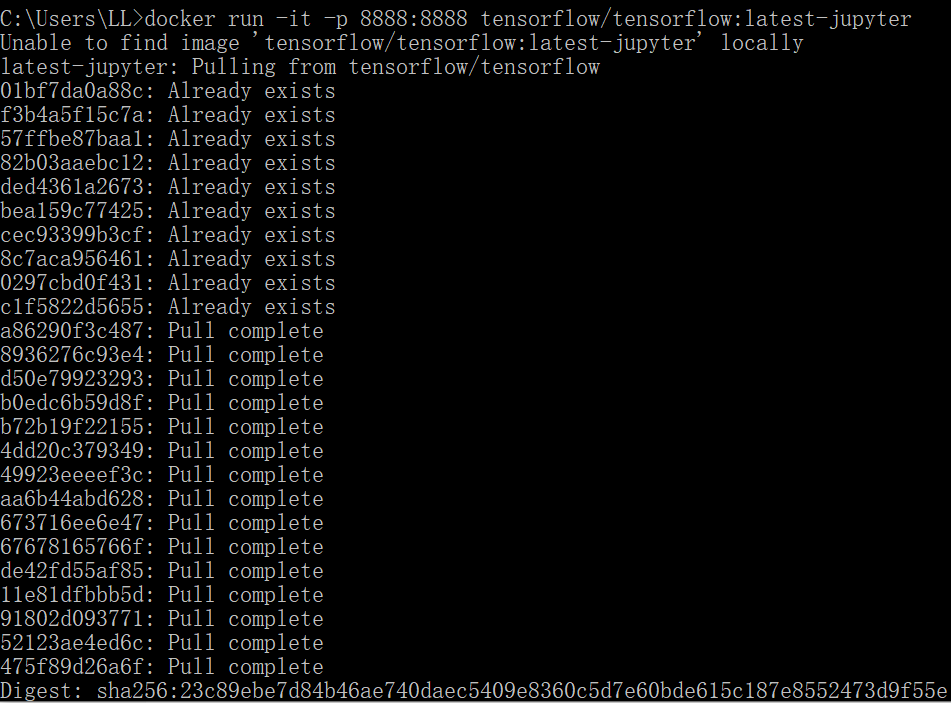 C:\Users\LL>docker run -it -p 8888:8888 tensorflow/tensorflow:latest-jupyter
Unable to find image 'tensorflow/tensorflow:latest-jupyter' locally
latest-jupyter: Pulling from tensorflow/tensorflow
01bf7da0a88c: Already exists
f3b4a5f15c7a: Already exists
57ffbe87baa1: Already exists
82b03aaebc12: Already exists
ded4361a2673: Already exists
bea159c77425: Already exists
cec93399b3cf: Already exists
8c7aca956461: Already exists
0297cbd0f431: Already exists
c1f5822d5655: Already exists
a86290f3c487: Pull complete
8936276c93e4: Pull complete
d50e79923293: Pull complete
b0edc6b59d8f: Pull complete
b72b19f22155: Pull complete
4dd20c379349: Pull complete
49923eeeef3c: Pull complete
aa6b44abd628: Pull complete
673716ee6e47: Pull complete
67678165766f: Pull complete
de42fd55af85: Pull complete
11e81dfbbb5d: Pull complete
91802d093771: Pull complete
52123ae4ed6c: Pull complete
475f89d26a6f: Pull complete
Digest: sha256:23c89ebe7d84b46ae740daec5409e8360c5d7e60bde615c187e8552473d9f55e